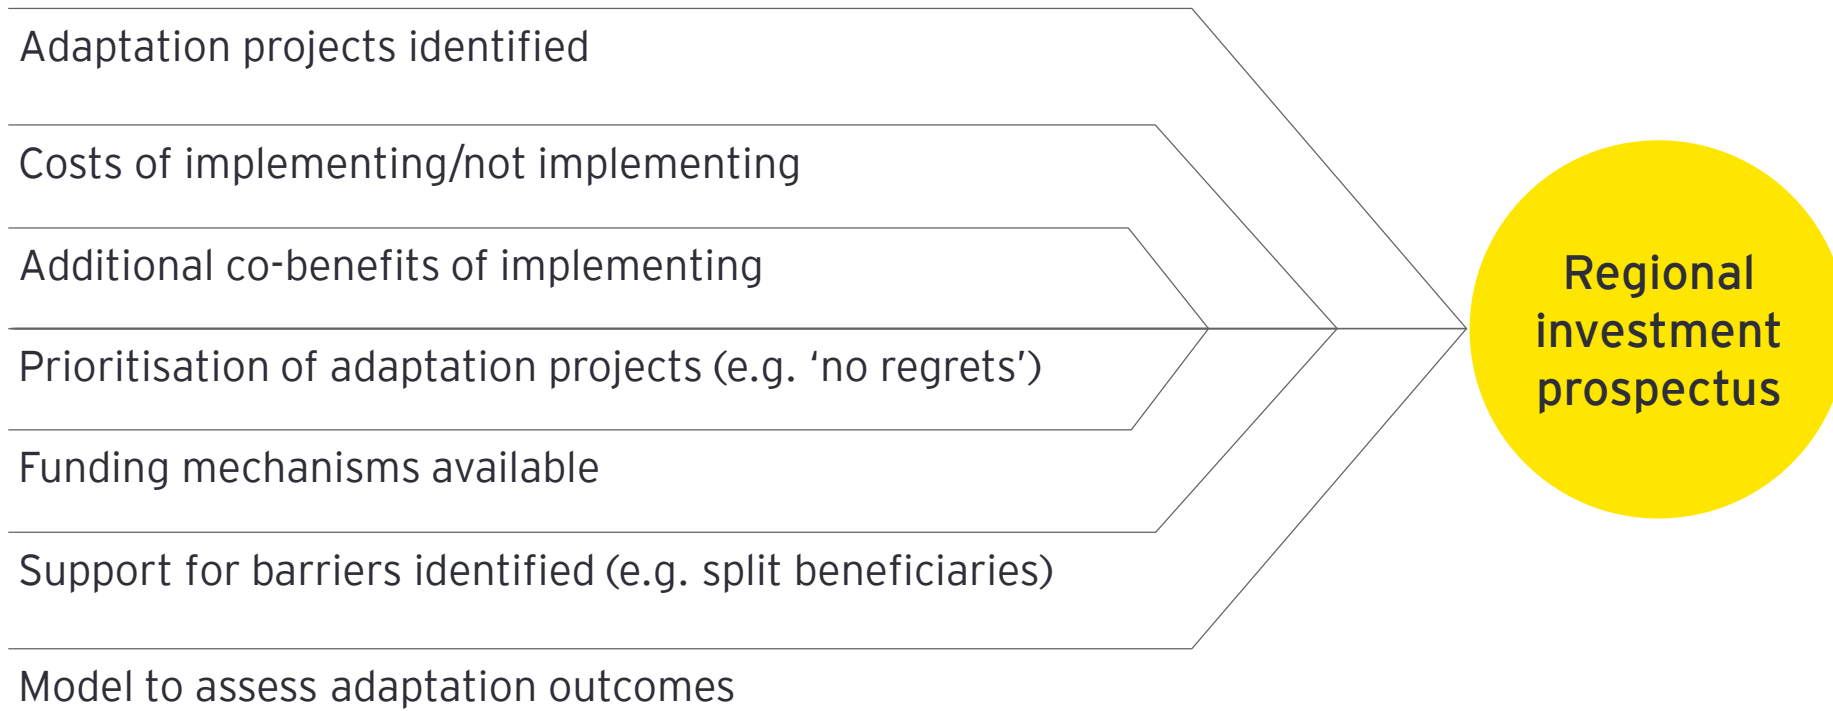 Adaptation projects identified
Costs of implementing/not implementing
Additional co-benefits of implementing
Prioritisation of adaptation projects (e.g. ‘no regrets’)
Funding mechanisms available
Support for barriers identified (e.g. split beneficiaries)
Model to assess adaptation outcomes
Regional
investment
prospectus